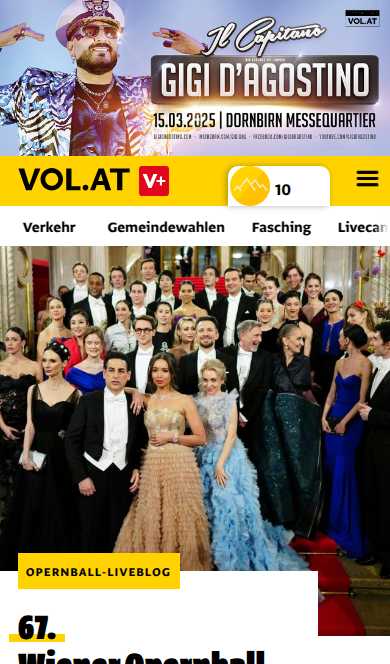 Il Capitano
VOL.AT
GIGI D'AGOSTINO
15.03.2025 | DORNBIRN MESSEQUARTIER
VOL.AT V+
10
Verkehr Gemeindewahlen Fasching Livecan
OPERNBALL-LIVEBLOG
67.
Wiener Opernball